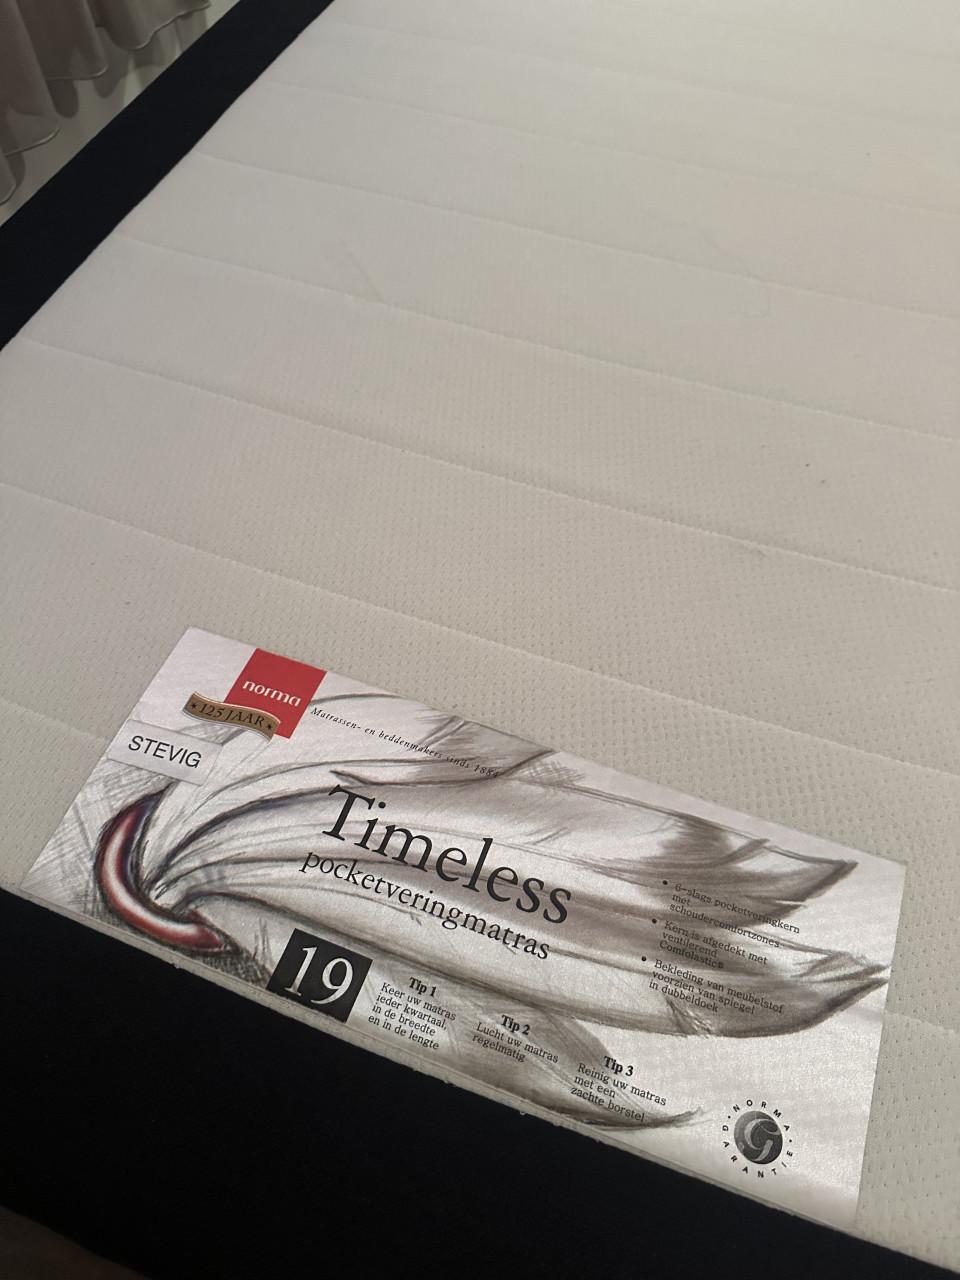 norma
125 JAAR
Matrassen- en beddenmakers sinds 1884
STEVIG
Timeless
pocketveringmatras
19
Tip 1
Keer uw matras
ieder kwartaal,
in de breedte
en in de lengte
Tip 2
Lucht uw matras
regelmatig
Tip 3
Reinig uw matras
met een
zachte borstel
• 6-slags pocketveringkern
met
schoudercomfortzones
• Kern is afgedekt met
ventilerend
Comfolastic®
• Bekleding van meubelstof
voorzien van spiegel
in dubbeldoek
NORMA • GARANTIE •
G